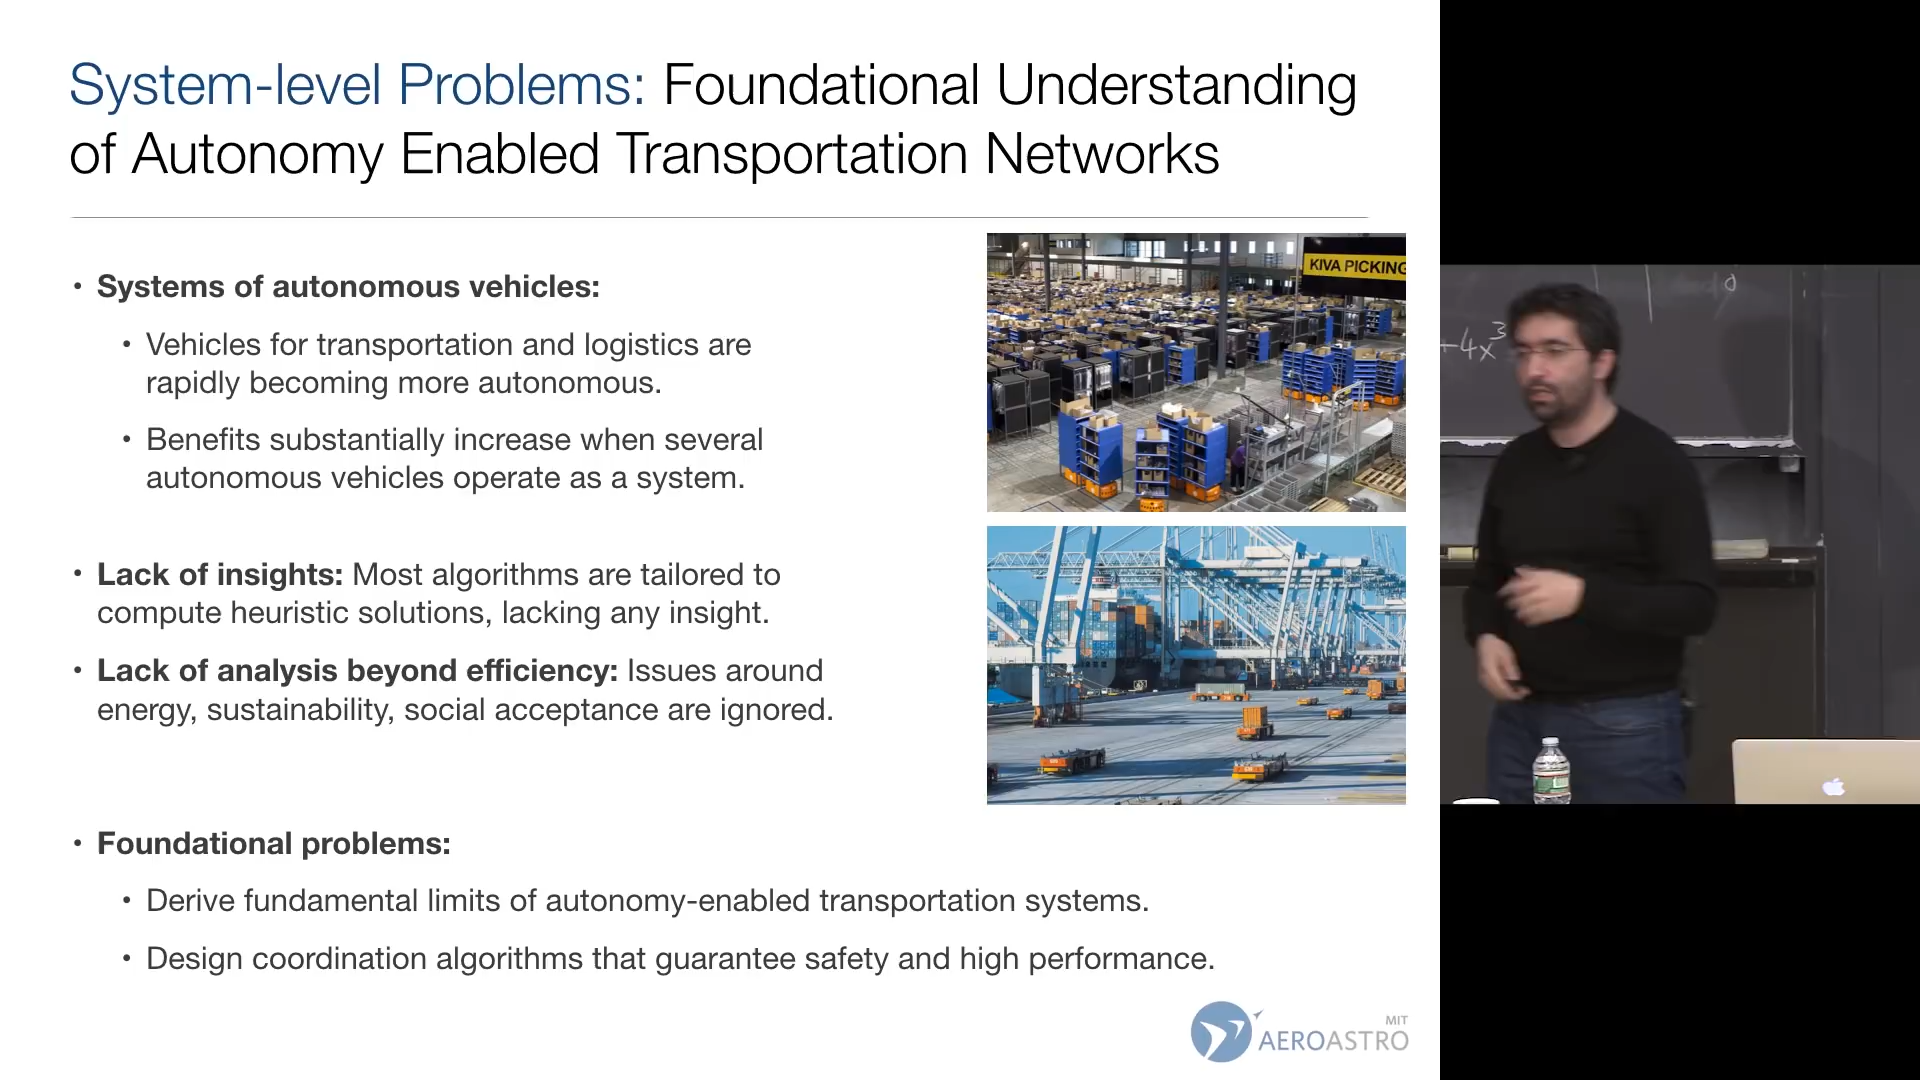 System-level Problems: Foundational Understanding
of Autonomy Enabled Transportation Networks
• Systems of autonomous vehicles:
• Vehicles for transportation and logistics are
rapidly becoming more autonomous.
• Benefits substantially increase when several
autonomous vehicles operate as a system.
• Lack of insights: Most algorithms are tailored to
compute heuristic solutions, lacking any insight.
• Lack of analysis beyond efficiency: Issues around
energy, sustainability, social acceptance are ignored.
• Foundational problems:
• Derive fundamental limits of autonomy-enabled transportation systems.
• Design coordination algorithms that guarantee safety and high performance.
KIVA PICKING
+4x³
MIT
AEROASTRO